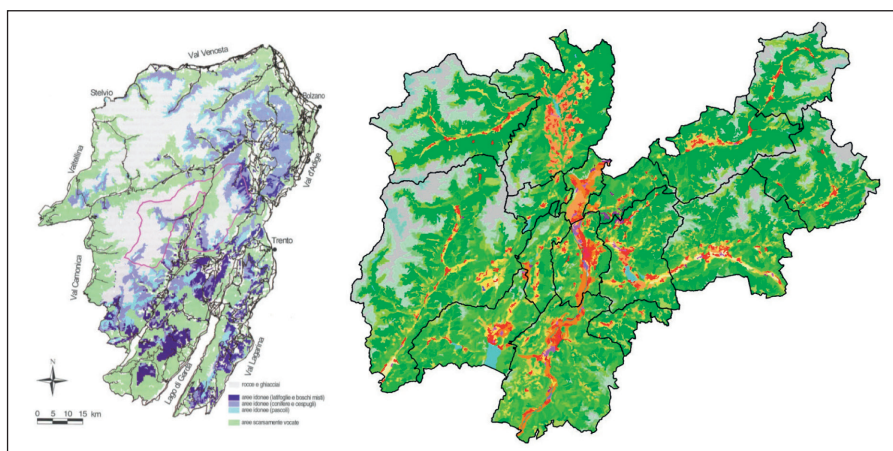 Val Venosta
Stelvio
Bolzano
Valtellina
Val d'Adige
Trento
Val Camonica
Val Lagarina
Lago di Garda
N
rocce e ghiacciai
aree idonee (latifoglie e boschi misti)
aree idonee (conifere e cespugli)
aree idonee (pascoli)
aree scarsamente vocate
0 5 10 15 km